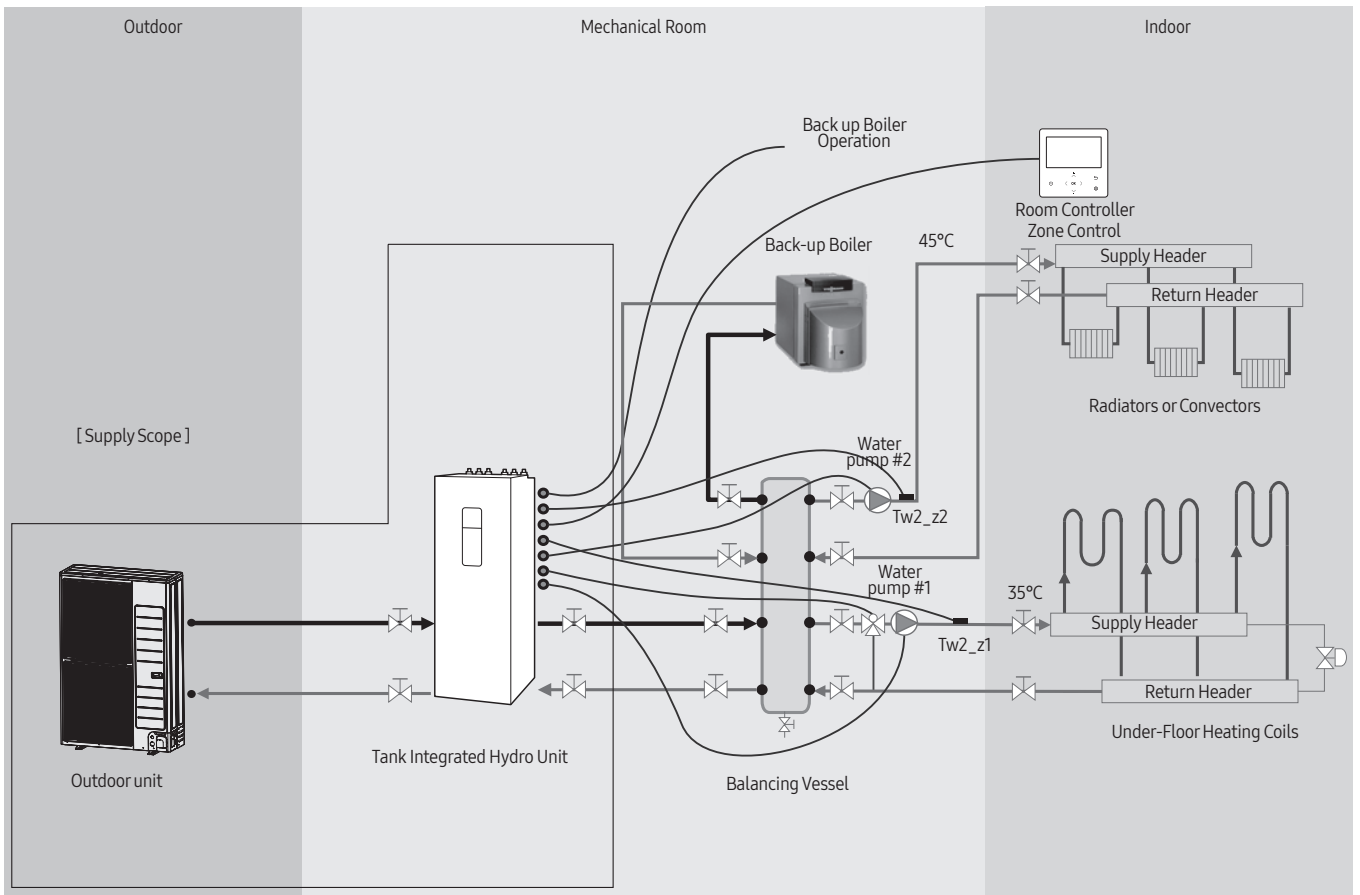 Outdoor
Mechanical Room
Indoor
Back up Boiler
Operation
Room Controller
Zone Control
Back-up Boiler
45°C
Supply Header
Return Header
Radiators or Convectors
[ Supply Scope ]
Water
pump #2
Tw2_z2
Water
pump #1
35°C
Tw2_z1
Supply Header
Return Header
Under-Floor Heating Coils
Tank Integrated Hydro Unit
Outdoor unit
Balancing Vessel
OK